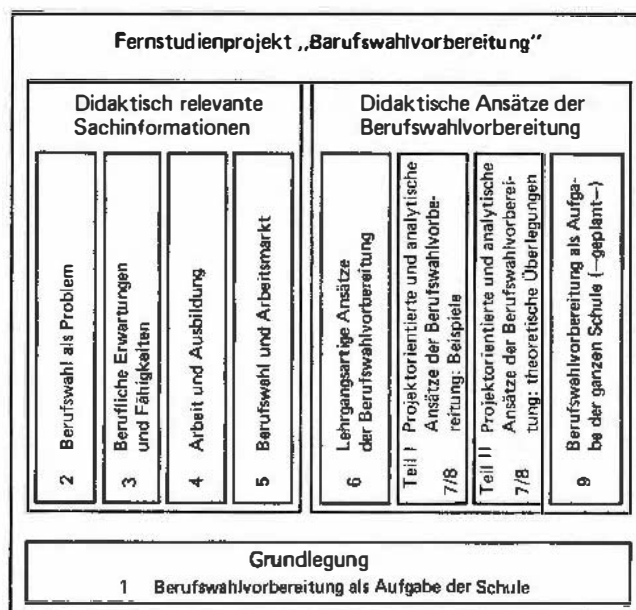 Fernstudienprojekt „Barufswahlvorbereitung"
Didaktisch relevante
Sachinformationen
2 Berufswahl als Problem
3 Berufliche Erwartungen
und Fähigkeiten
4 Arbeit und Ausbildung
5 Berufswahl und Arbeitsmarkt
Didaktische Ansätze der
Berufswahlvorbereitung
6 Lehrgangsartige Ansätze
der Berufswahlvorbereitung
Teil I Projektorientierte und analytische
Ansätze der Berufswahlvorbe-
7/8 reitung: Beispiele
Teil II Projektorientierte und analytische
Ansätze der Berufswahlvorberei-
7/8 tung: theoretische Überlegungen
9 Berufswahlvorbereitung als Aufga-
be der ganzen Schule (—geplant—)
Grundlegung
1 Berufswahlvorbereitung als Aufgabe der Schule